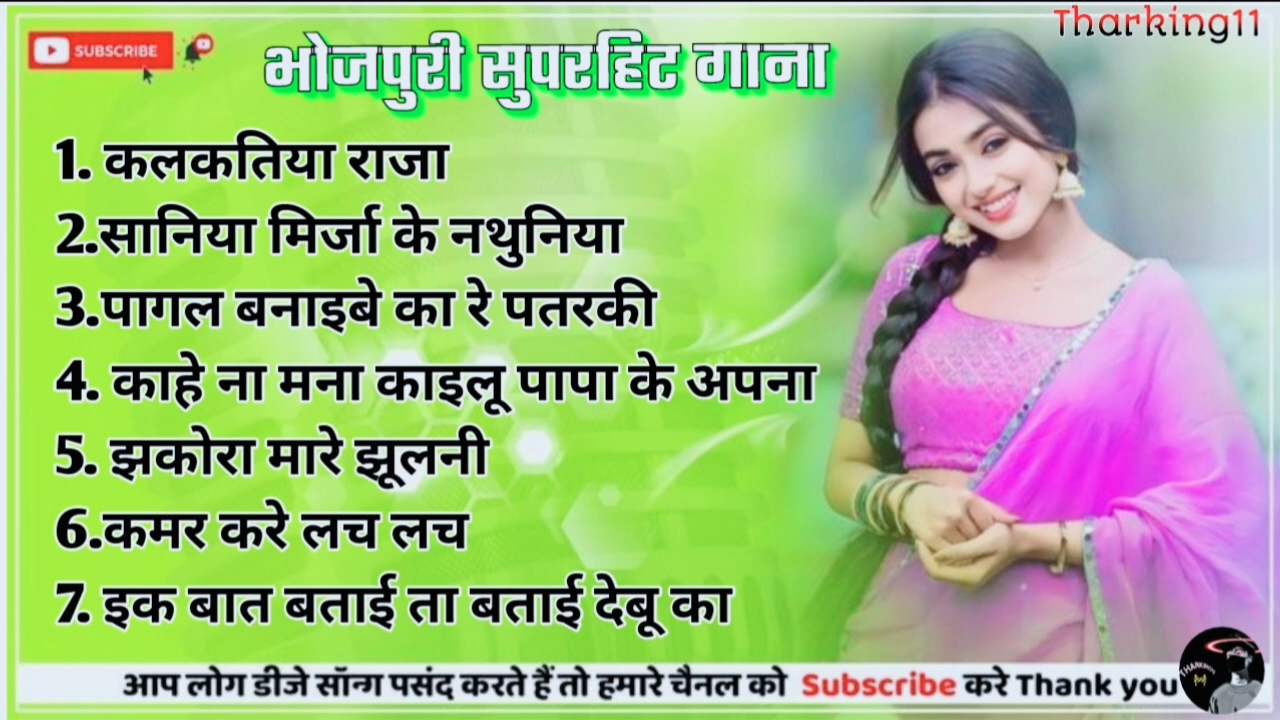 Tharking11
SUBSCRIBE
भोजपुरी सुपरहिट गाना
1. कलकतिया राजा
2.सानिया मिर्जा के नथुनिया
3.पागल बनाइबे का रे पतरकी
4. काहे ना मना काइलू पापा के अपना
5. झकोरा मारे झूलनी
6.कमर करे लच लच
7. इक बात बताई ता बताई देबू का
आप लोग डीजे सॉन्ग पसंद करते हैं तो हमारे चैनल को Subscribe करे Thank you